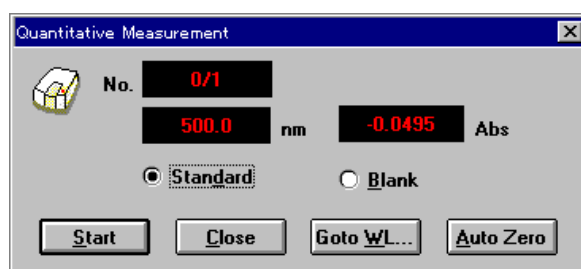 Quantitative Measurement
No. 0/1
500.0 nm -0.0495 Abs
Standard Blank
Start Close Goto WL... Auto Zero